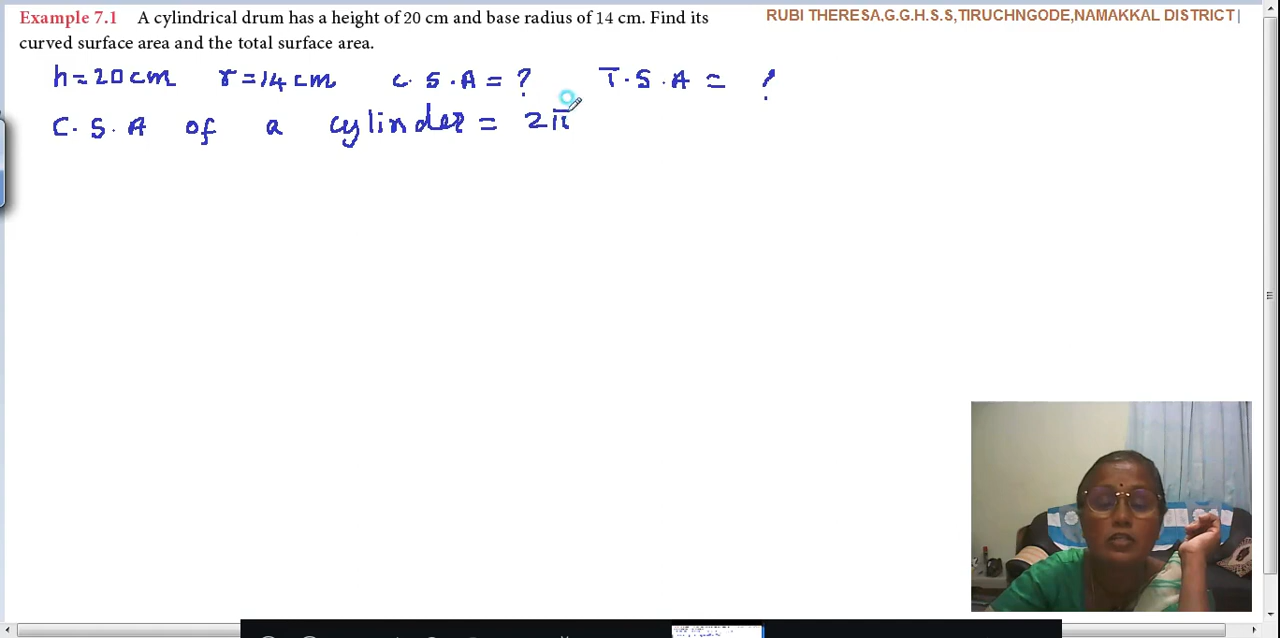 Example 7.1 A cylindrical drum has a height of 20 cm and base radius of 14 cm. Find its
curved surface area and the total surface area.
RUBI THERESA,G.G.H.S.S,TIRUCHNGODE,NAMAKKAL DISTRICT|
h=20cm r=14cm C.S.A=? T.S.A= ?
C.S.A of a cylinder = 2π